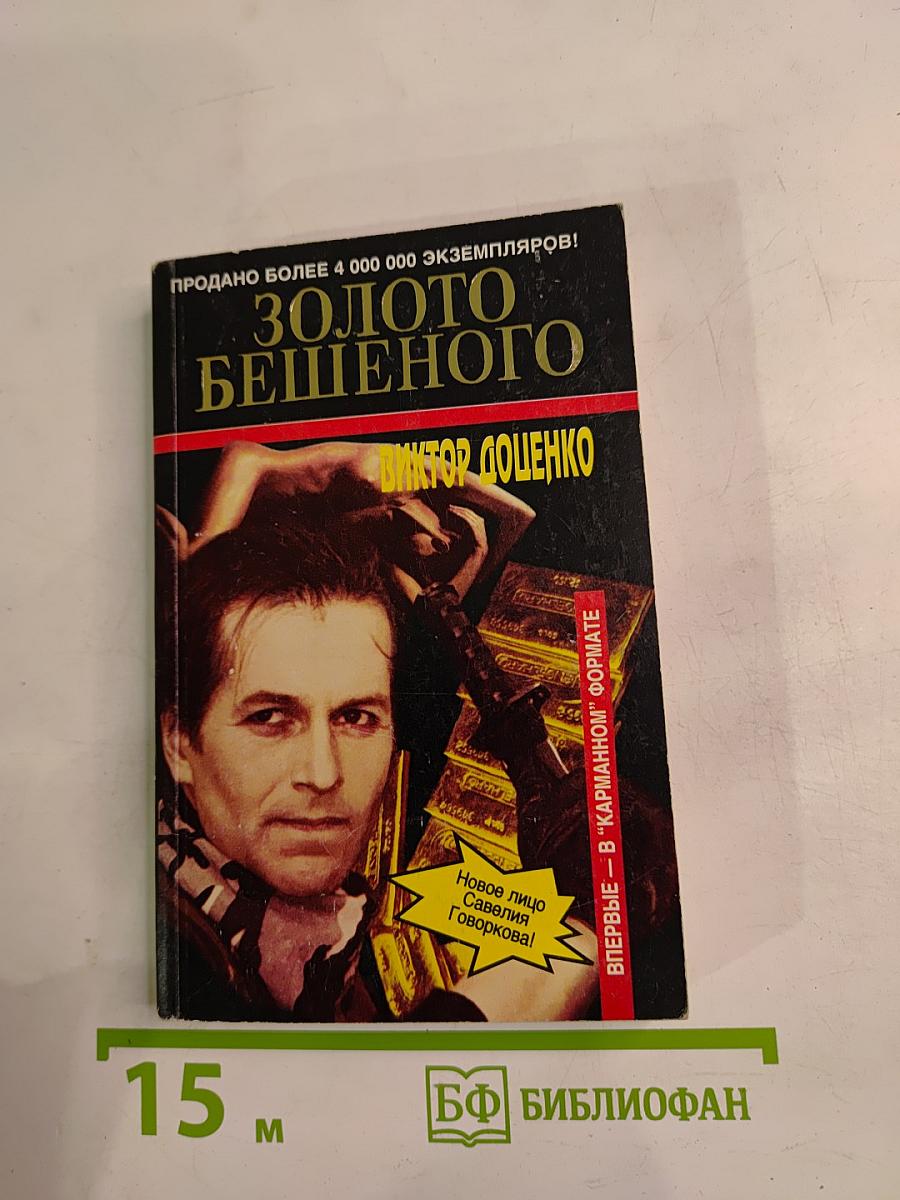 ПРОДАНО БОЛЕЕ 4 000 000 ЭКЗЕМПЛЯРОВ!
ЗОЛОТО
БЕШЕНОГО
ВИКТОР ДОЦЕНКО
ВПЕРВЫЕ — В "КАРМАННОМ" ФОРМАТЕ
Новое лицо
Савелия
Говоркова!
15 м
БФ БИБЛИОФАН